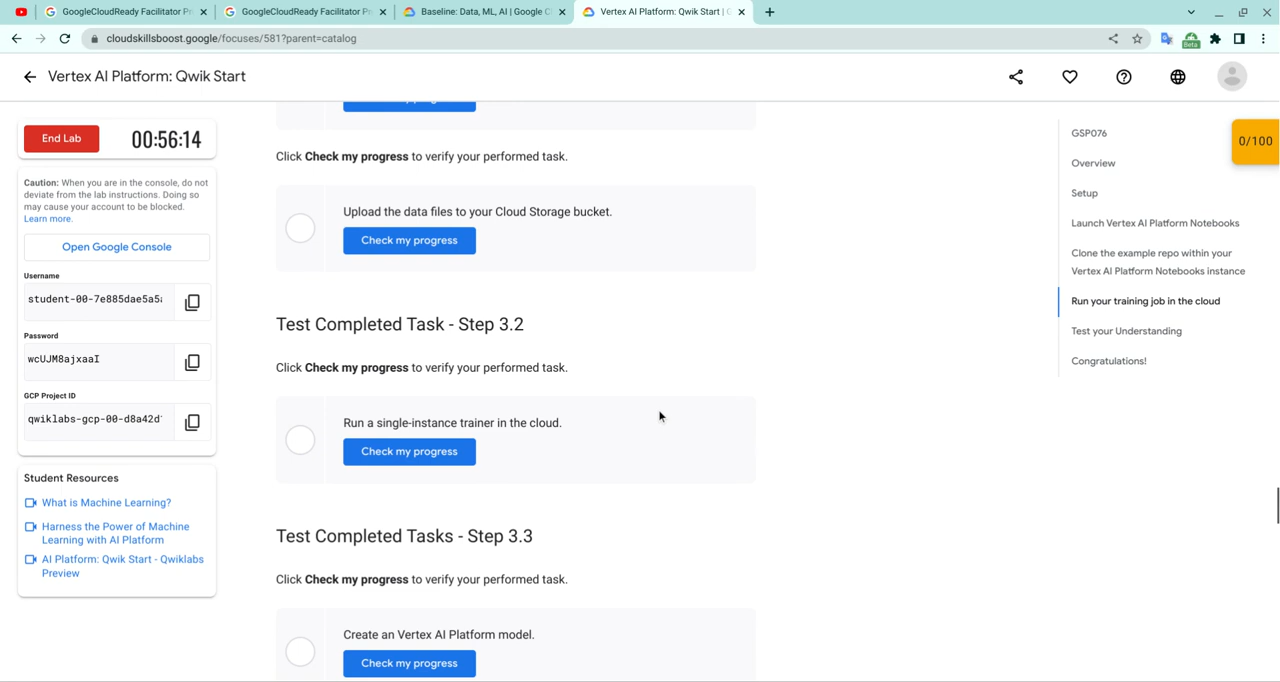 GoogleCloudReady Facilitator Pr
GoogleCloudReady Facilitator Pr
Baseline: Data, ML, AI | Google C
Vertex AI Platform: Qwik Start |
cloudskillsboost.google/focuses/581?parent=catalog
Beta
Vertex AI Platform: Qwik Start
End Lab
00:56:14
Caution: When you are in the console, do not
deviate from the lab instructions. Doing so
may cause your account to be blocked.
Learn more.
Open Google Console
Username
student-00-7e885dae5a5
Password
wcUJM8ajxaaI
GCP Project ID
qwiklabs-gcp-00-d8a42d
Student Resources
What is Machine Learning?
Harness the Power of Machine
Learning with AI Platform
AI Platform: Qwik Start - Qwiklabs
Preview
Click Check my progress to verify your performed task.
Upload the data files to your Cloud Storage bucket.
Check my progress
Test Completed Task - Step 3.2
Click Check my progress to verify your performed task.
Run a single-instance trainer in the cloud.
Check my progress
Test Completed Tasks - Step 3.3
Click Check my progress to verify your performed task.
Create an Vertex AI Platform model.
Check my progress
GSP076
Overview
Setup
Launch Vertex AI Platform Notebooks
Clone the example repo within your
Vertex AI Platform Notebooks instance
Run your training job in the cloud
Test your Understanding
Congratulations!
0/100